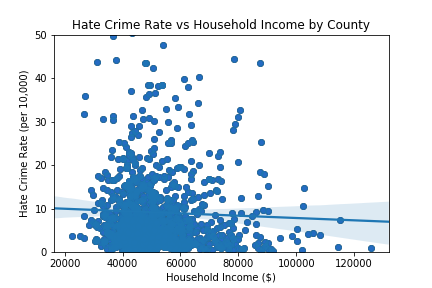 Hate Crime Rate vs Household Income by County
50
40
30
20
10
0
Hate Crime Rate (per 10,000)
20000 40000 60000 80000 100000 120000
Household Income ($)